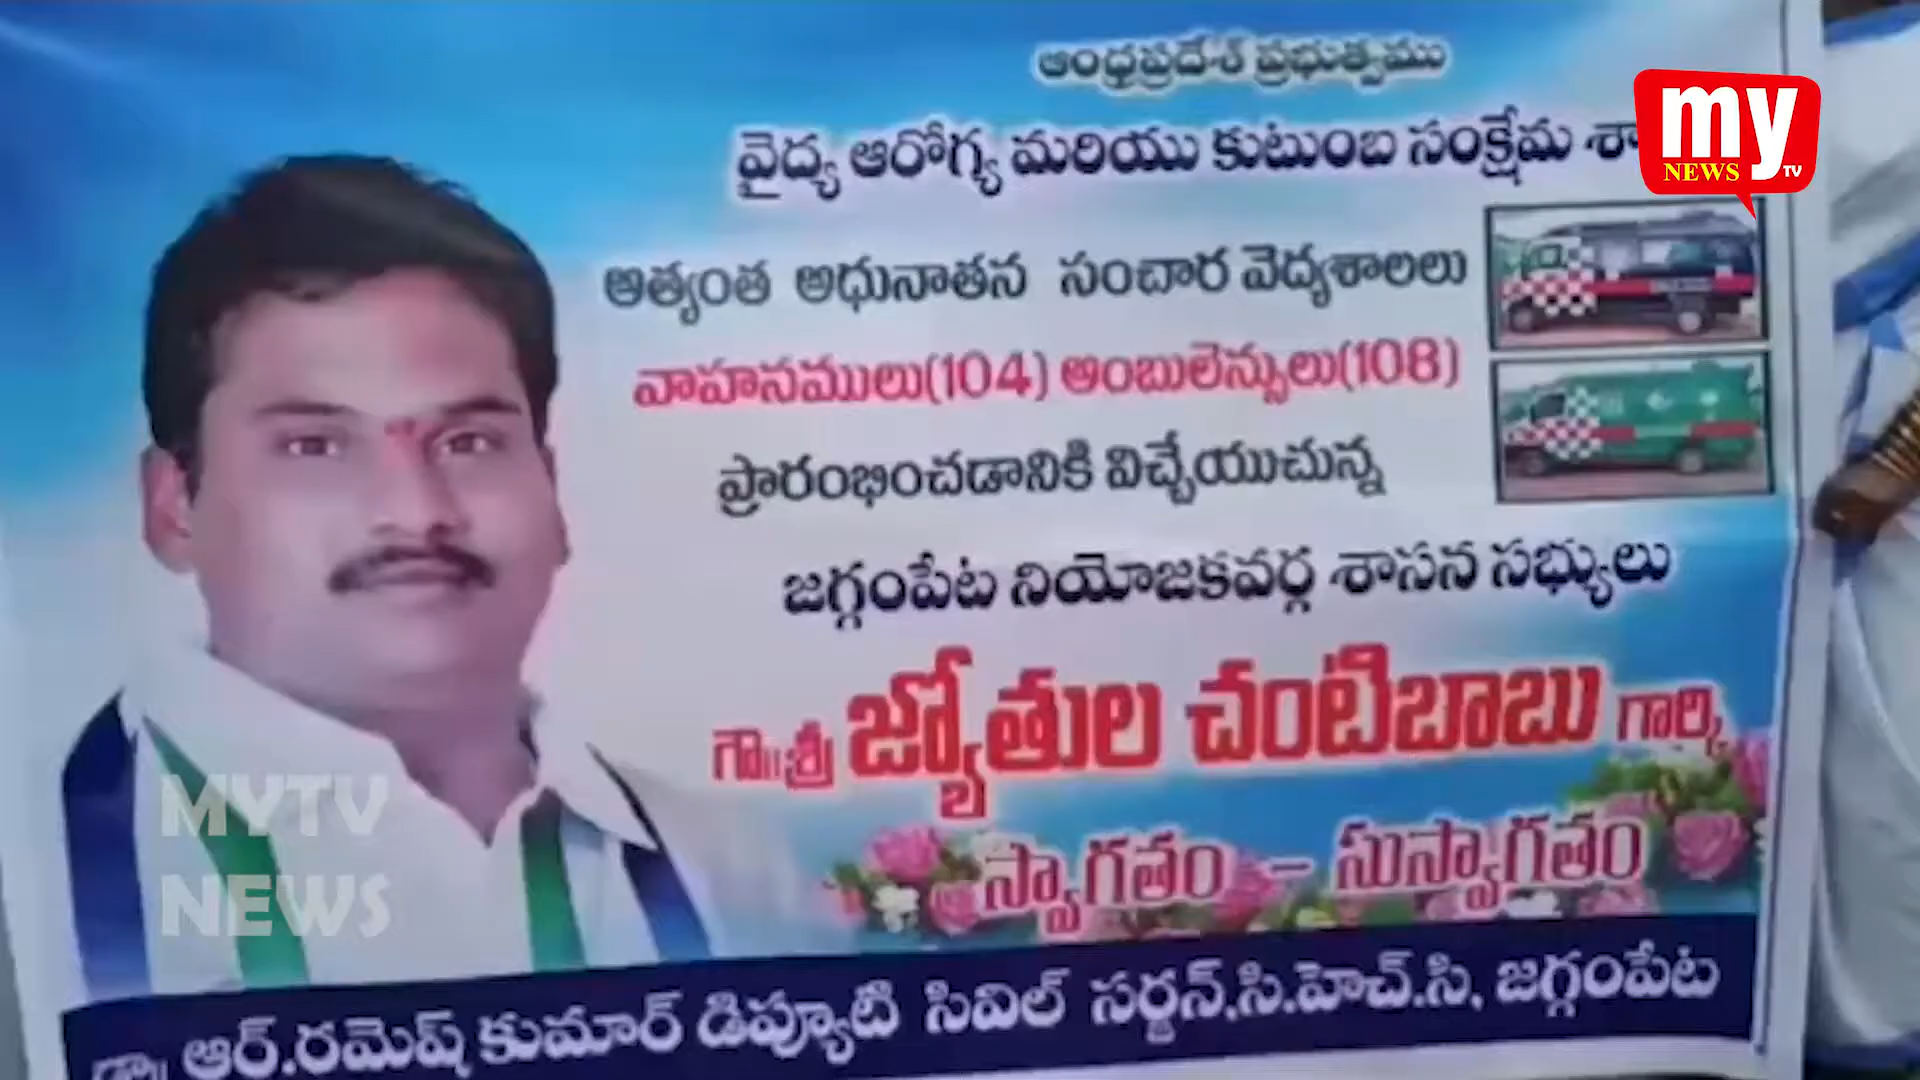 ఆంధ్రప్రదేశ్ ప్రభుత్వము
వైద్య ఆరోగ్య మరియు కుటుంబ సంక్షేమ శా
my
NEWS TV
అత్యంత అధునాతన సంచార వెద్యశాలలు
వాహనములు(104) అంబులెన్సులు(108)
ప్రారంభించడానికి విచ్చేయుచున్న
జగ్గంపేట నియోజకవర్గ శాసన సభ్యులు
గౌ॥శ్రీ జ్యోతుల చంటిబాబు గార్కి
స్వాగతం - సుస్వాగతం
MYTV
NEWS
డా॥ ఆర్.రమేష్ కుమార్ డిప్యూటి సివిల్ సర్జన్,సి.హెచ్.సి, జగ్గంపేట